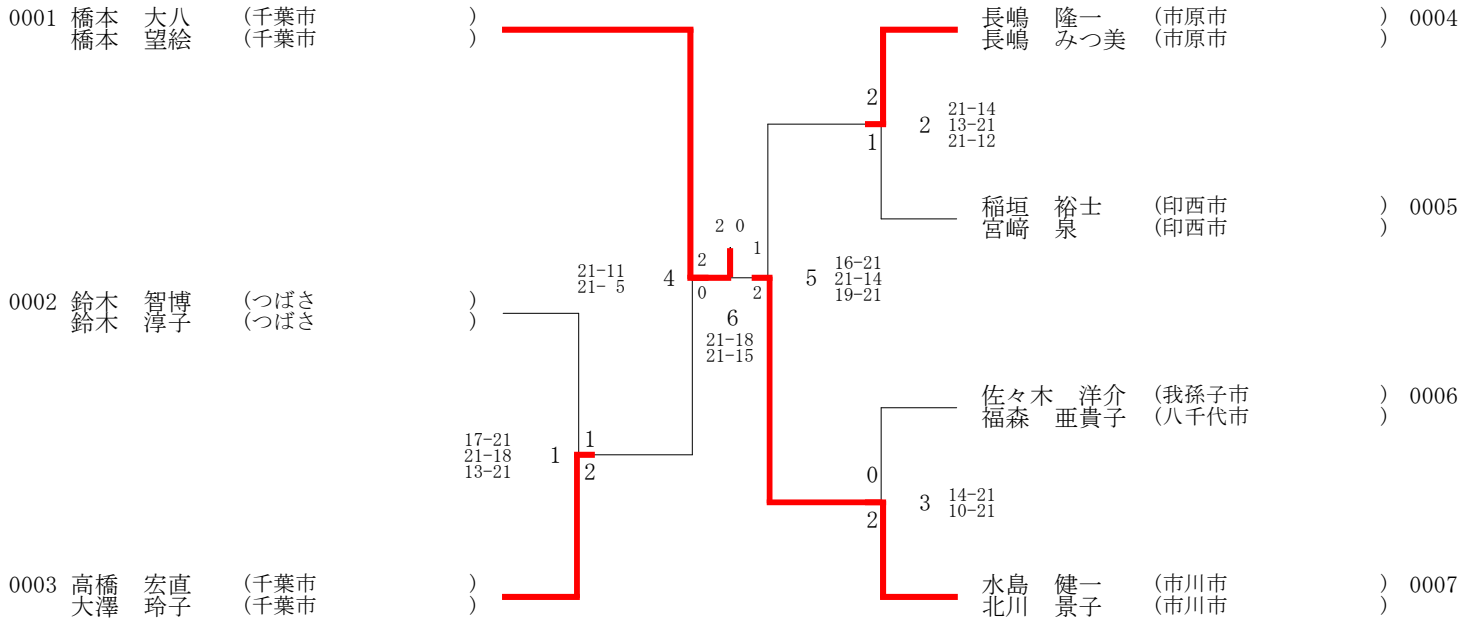 0001 橋本 大八 (千葉市 )
橋本 望絵 (千葉市 )
21-11
21- 5
4
2
0
0002 鈴木 智博 (つばさ )
鈴木 淳子 (つばさ )
17-21
21-18
13-21
1
1
2
0003 高橋 宏直 (千葉市 )
大澤 玲子 (千葉市 )
2 0
6
21-18
21-15
長嶋 隆一 (市原市 ) 0004
長嶋 みつ美 (市原市 )
2
1
2
21-14
13-21
21-12
稲垣 裕士 (印西市 ) 0005
宮﨑 泉 (印西市 )
1
2
5
16-21
21-14
19-21
佐々木 洋介 (我孫子市 ) 0006
福森 亜貴子 (八千代市 )
0
2
3
14-21
10-21
水島 健一 (市川市 ) 0007
北川 景子 (市川市 )